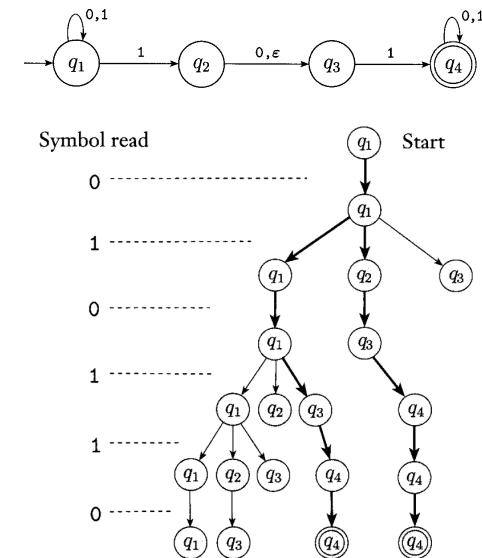 0,1 0,1
1 0,ε 1
q1 q2 q3 q4
Symbol read q1 Start
0
q1
1
q1 q2 q3
0
q1 q3
1
q1 q2 q3 q4
1
q1 q2 q3 q4 q4
0
q1 q3 q4 q4